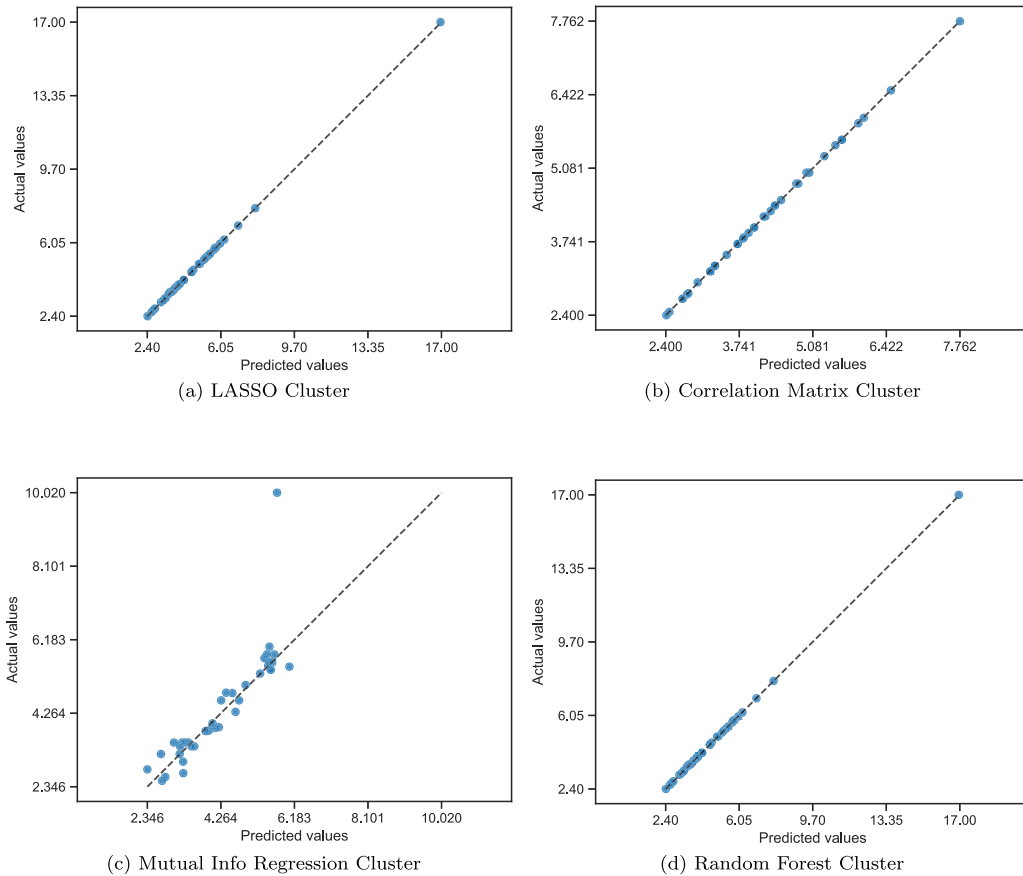 17.00
13.35
9.70
6.05
2.40
Actual values
2.40 6.05 9.70 13.35 17.00
Predicted values
(a) LASSO Cluster
7.762
6.422
5.081
3.741
2.400
Actual values
2.400 3.741 5.081 6.422 7.762
Predicted values
(b) Correlation Matrix Cluster
10.020
8.101
6.183
4.264
2.346
Actual values
2.346 4.264 6.183 8.101 10.020
Predicted values
(c) Mutual Info Regression Cluster
17.00
13.35
9.70
6.05
2.40
Actual values
2.40 6.05 9.70 13.35 17.00
Predicted values
(d) Random Forest Cluster